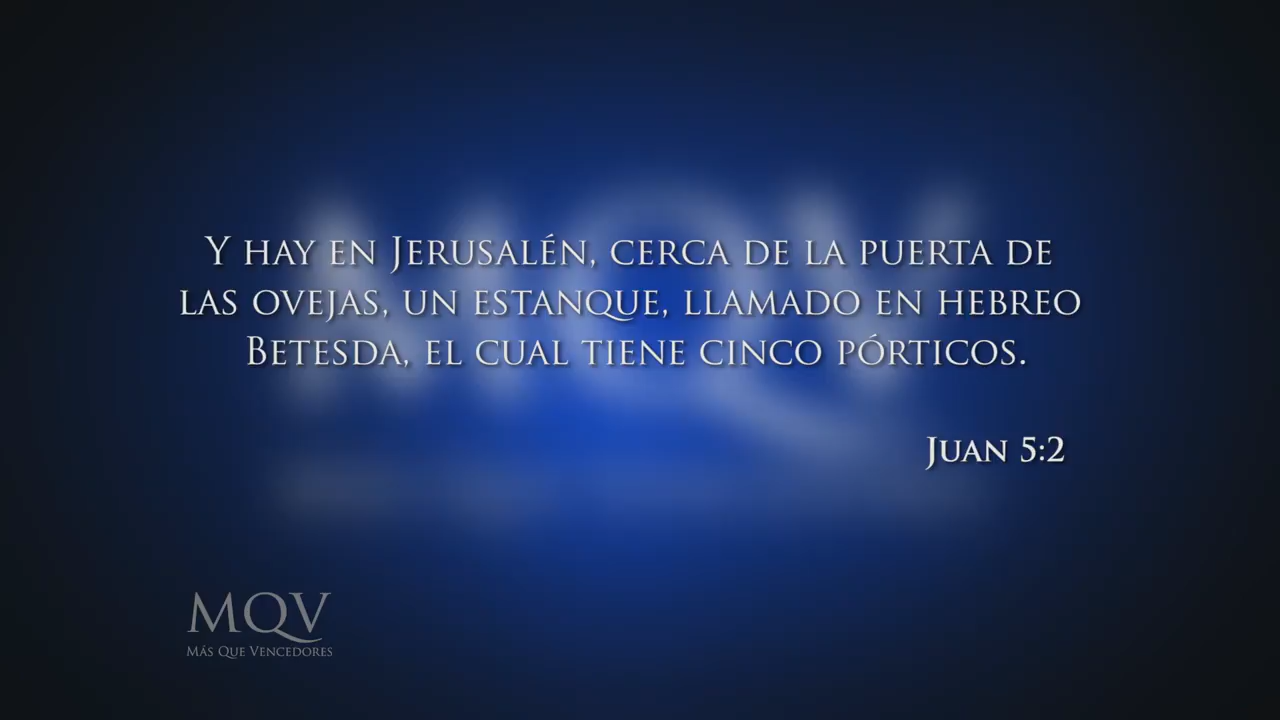 Y hay en Jerusalén, cerca de la puerta de
las ovejas, un estanque, llamado en hebreo
Betesda, el cual tiene cinco pórticos.
Juan 5:2
MQV
Más Que Vencedores